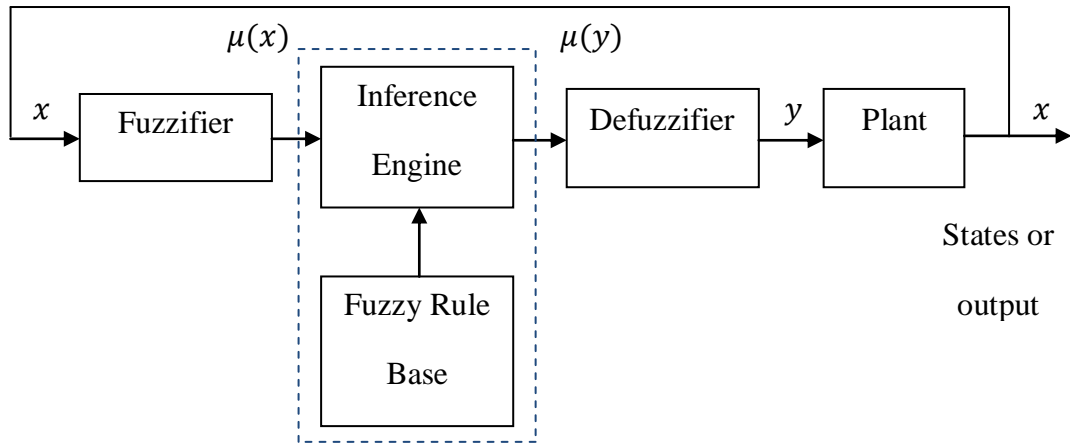 μ(x)
μ(y)
x
Fuzzifier
Inference
Engine
Defuzzifier
y
Plant
x
Fuzzy Rule
Base
States or
output